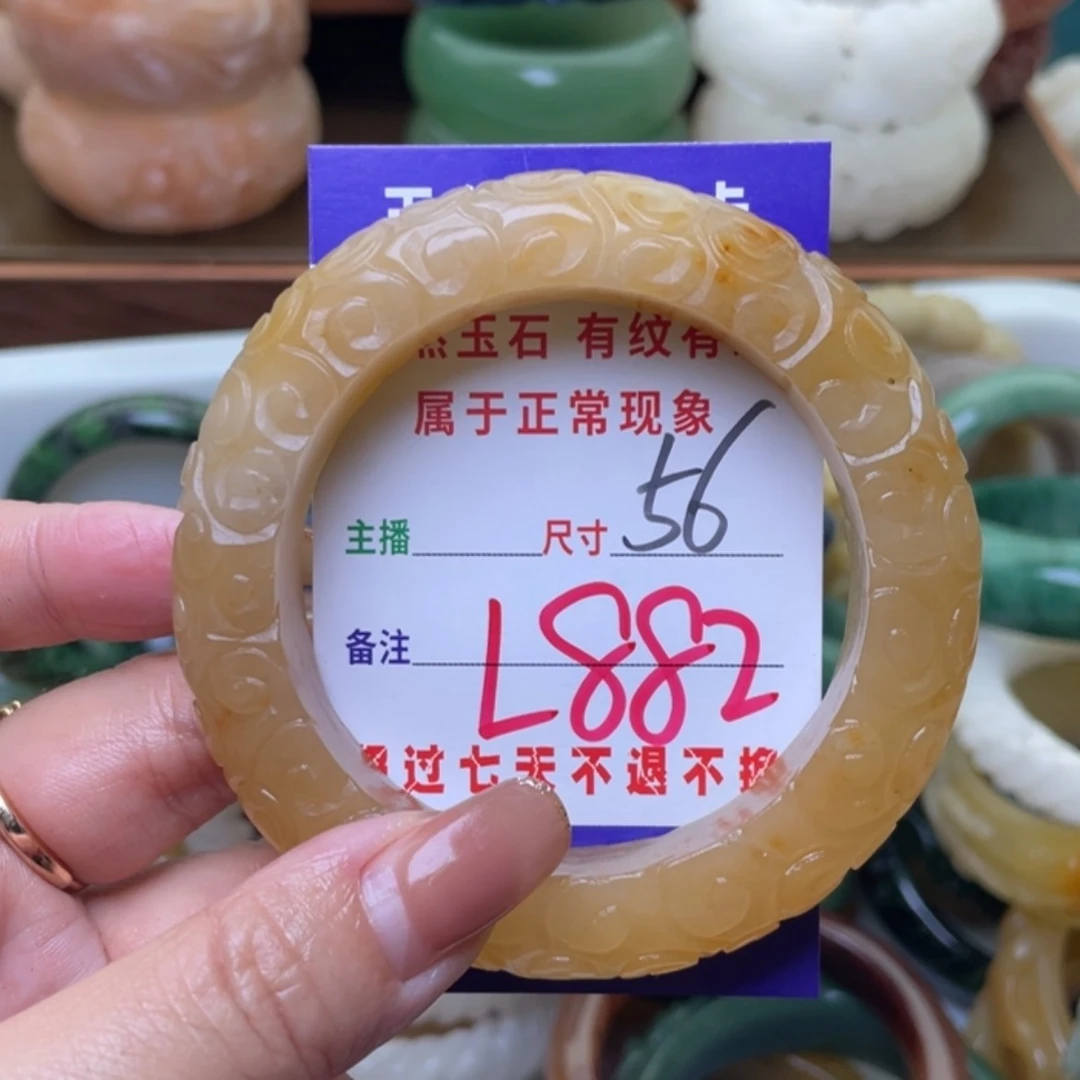 玉石 有纹有
属于正常现象
主播 尺寸 56
备注 L882
过七天不退不换